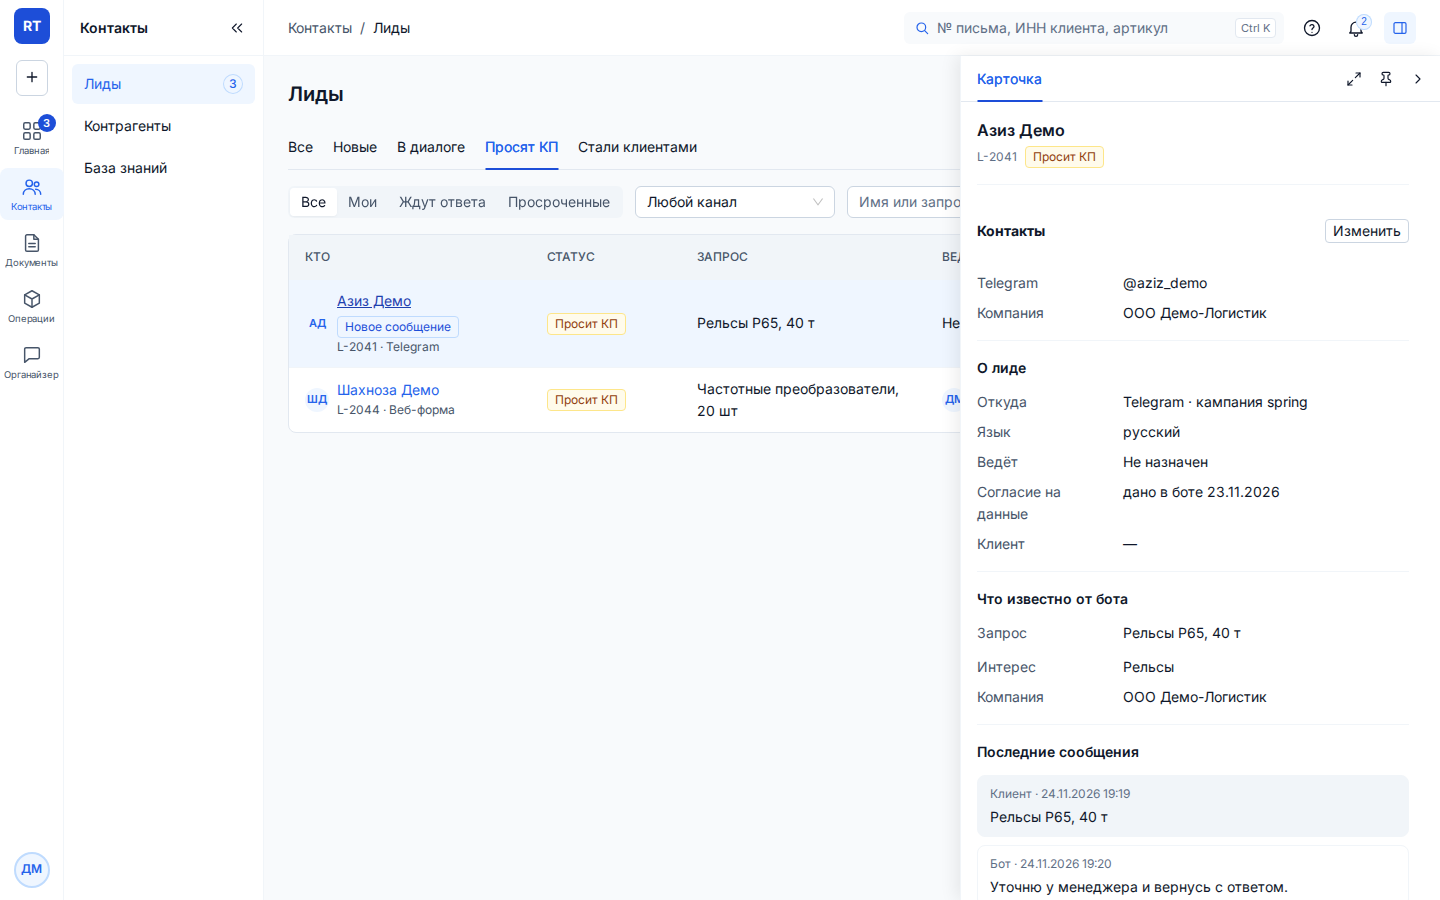 RT
Контакты
Контакты / Лиды
№ письма, ИНН клиента, артикул
Ctrl K
2
+
3
Главная
Контакты
Документы
Операции
Органайзер
ДМ
Лиды
3
Контрагенты
База знаний
Лиды
Все
Новые
В диалоге
Просят КП
Стали клиентами
Все
Мои
Ждут ответа
Просроченные
Любой канал
Имя или запро
КТО
СТАТУС
ЗАПРОС
ВЕД
АД
Азиз Демо
Новое сообщение
L-2041 · Telegram
Просит КП
Рельсы Р65, 40 т
Не
ШД
Шахноза Демо
L-2044 · Веб-форма
Просит КП
Частотные преобразователи,
20 шт
ДМ
Карточка
Азиз Демо
L-2041
Просит КП
Контакты
Изменить
Telegram
@aziz_demo
Компания
ООО Демо-Логистик
О лиде
Откуда
Telegram · кампания spring
Язык
русский
Ведёт
Не назначен
Согласие на
данные
дано в боте 23.11.2026
Клиент
—
Что известно от бота
Запрос
Рельсы Р65, 40 т
Интерес
Рельсы
Компания
ООО Демо-Логистик
Последние сообщения
Клиент · 24.11.2026 19:19
Рельсы Р65, 40 т
Бот · 24.11.2026 19:20
Уточню у менеджера и вернусь с ответом.